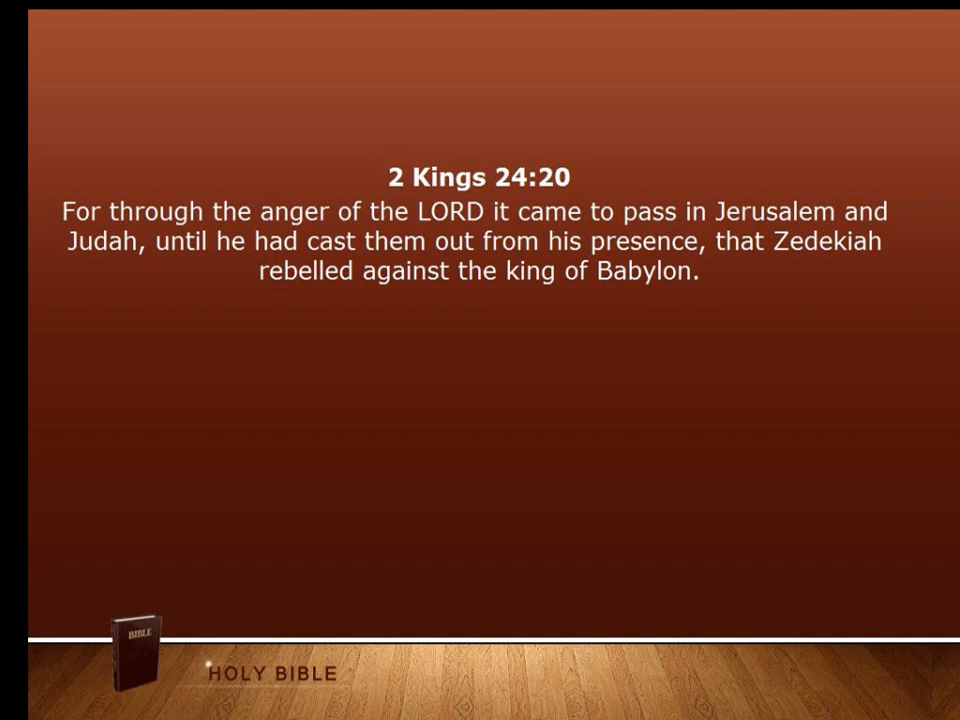 2 Kings 24:20
For through the anger of the LORD it came to pass in Jerusalem and
Judah, until he had cast them out from his presence, that Zedekiah
rebelled against the king of Babylon.
BIBLE
HOLY BIBLE